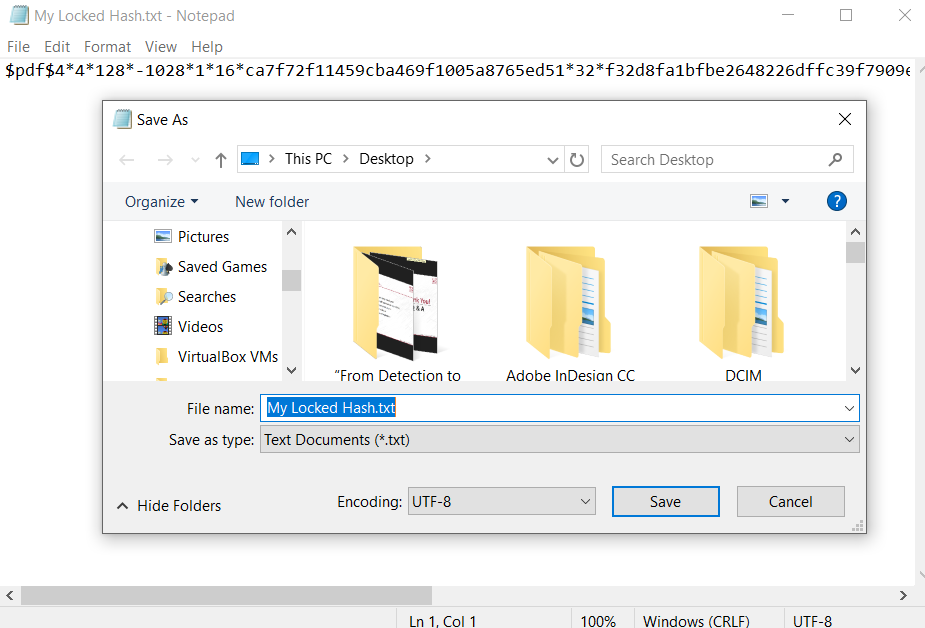 My Locked Hash.txt - Notepad
File Edit Format View Help
$pdf$4*4*128*-1028*1*16*ca7f72f11459cba469f1005a8765ed51*32*f32d8fa1bfbe2648226dffc39f7909e
Save As
This PC > Desktop >
Search Desktop
Organize
New folder
?
Pictures
Saved Games
Searches
Videos
VirtualBox VMs
"From Detection to
Adobe InDesign CC
DCIM
File name: My Locked Hash.txt
Save as type: Text Documents (*.txt)
Hide Folders
Encoding: UTF-8
Save
Cancel
Ln 1, Col 1
100%
Windows (CRLF)
UTF-8